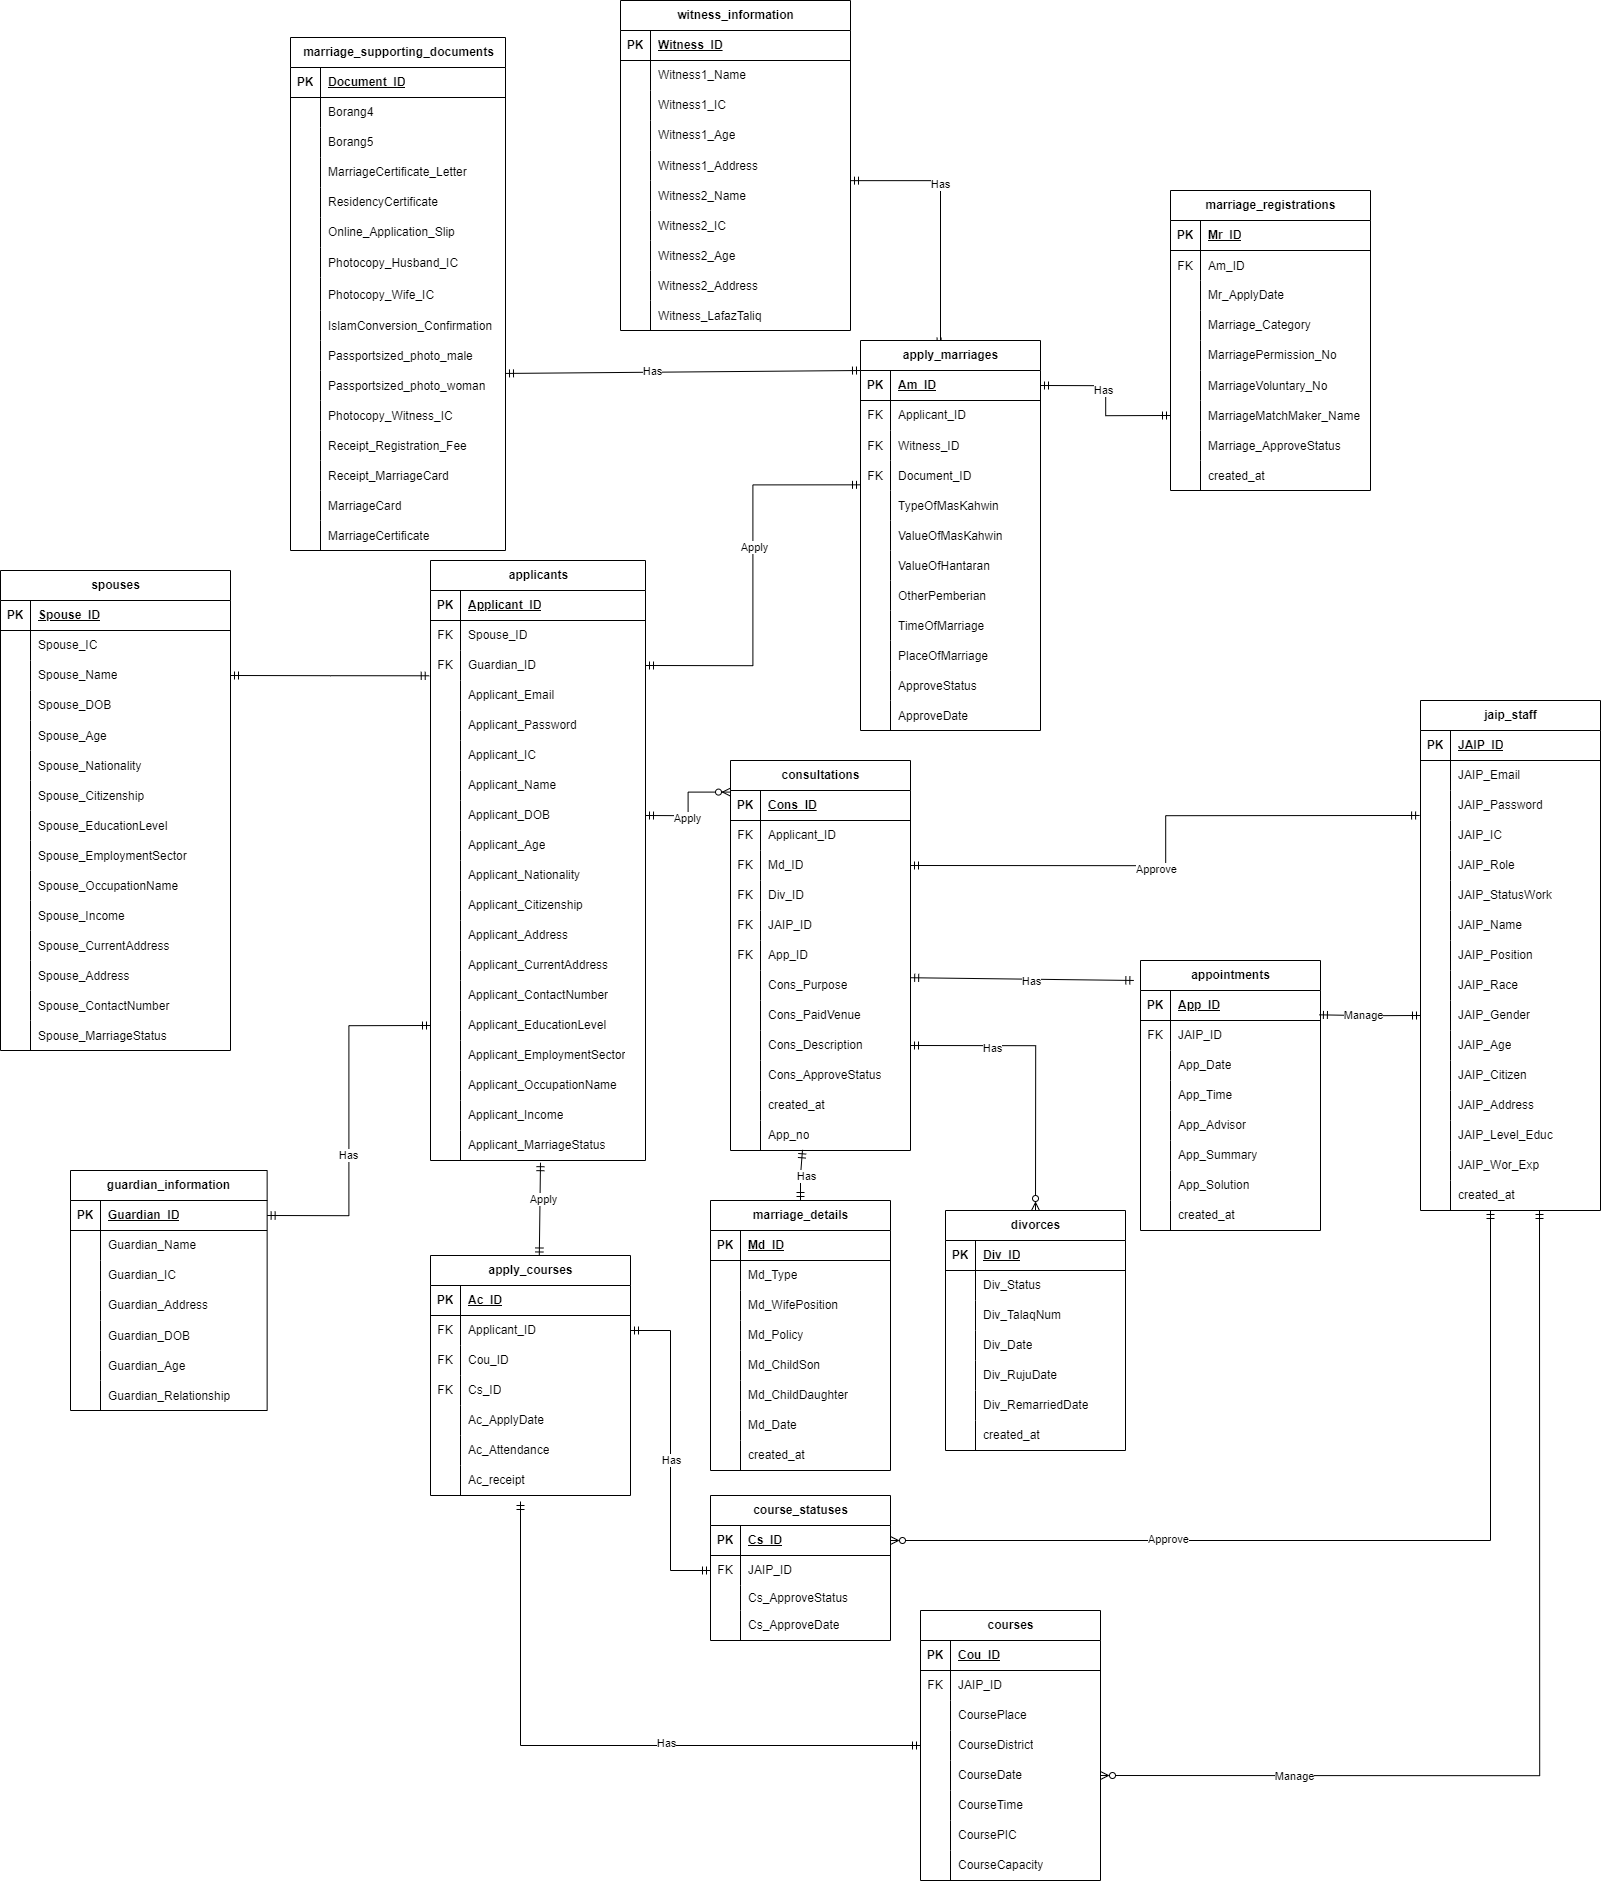 witness_information
PK Witness_ID
Witness1_Name
Witness1_IC
Witness1_Age
Witness1_Address
Witness2_Name
Witness2_IC
Witness2_Age
Witness2_Address
Witness_LafazTaliq
marriage_supporting_documents
PK Document_ID
Borang4
Borang5
MarriageCertificate_Letter
ResidencyCertificate
Online_Application_Slip
Photocopy_Husband_IC
Photocopy_Wife_IC
IslamConversion_Confirmation
Passportsized_photo_male
Passportsized_photo_woman
Photocopy_Witness_IC
Receipt_Registration_Fee
Receipt_MarriageCard
MarriageCard
MarriageCertificate
Has
marriage_registrations
PK Mr_ID
FK Am_ID
Mr_ApplyDate
Marriage_Category
MarriagePermission_No
MarriageVoluntary_No
MarriageMatchMaker_Name
Marriage_ApproveStatus
created_at
Has
Has
apply_marriages
PK Am_ID
FK Applicant_ID
FK Witness_ID
FK Document_ID
TypeOfMasKahwin
ValueOfMasKahwin
ValueOfHantaran
OtherPemberian
TimeOfMarriage
PlaceOfMarriage
ApproveStatus
ApproveDate
Apply
spouses
PK Spouse_ID
Spouse_IC
Spouse_Name
Spouse_DOB
Spouse_Age
Spouse_Nationality
Spouse_Citizenship
Spouse_EducationLevel
Spouse_EmploymentSector
Spouse_OccupationName
Spouse_Income
Spouse_CurrentAddress
Spouse_Address
Spouse_ContactNumber
Spouse_MarriageStatus
applicants
PK Applicant_ID
FK Spouse_ID
FK Guardian_ID
Applicant_Email
Applicant_Password
Applicant_IC
Applicant_Name
Applicant_DOB
Applicant_Age
Applicant_Nationality
Applicant_Citizenship
Applicant_Address
Applicant_CurrentAddress
Applicant_ContactNumber
Applicant_EducationLevel
Applicant_EmploymentSector
Applicant_OccupationName
Applicant_Income
Applicant_MarriageStatus
Apply
consultations
PK Cons_ID
FK Applicant_ID
FK Md_ID
FK Div_ID
FK JAIP_ID
FK App_ID
Cons_Purpose
Cons_PaidVenue
Cons_Description
Cons_ApproveStatus
created_at
App_no
Approve
Has
Has
Has
jaip_staff
PK JAIP_ID
JAIP_Email
JAIP_Password
JAIP_IC
JAIP_Role
JAIP_StatusWork
JAIP_Name
JAIP_Position
JAIP_Race
JAIP_Gender
JAIP_Age
JAIP_Citizen
JAIP_Address
JAIP_Level_Educ
JAIP_Wor_Exp
created_at
appointments
PK App_ID
FK JAIP_ID
App_Date
App_Time
App_Advisor
App_Summary
App_Solution
created_at
Manage
Has
guardian_information
PK Guardian_ID
Guardian_Name
Guardian_IC
Guardian_Address
Guardian_DOB
Guardian_Age
Guardian_Relationship
Apply
apply_courses
PK Ac_ID
FK Applicant_ID
FK Cou_ID
FK Cs_ID
Ac_ApplyDate
Ac_Attendance
Ac_receipt
Has
marriage_details
PK Md_ID
Md_Type
Md_WifePosition
Md_Policy
Md_ChildSon
Md_ChildDaughter
Md_Date
created_at
divorces
PK Div_ID
Div_Status
Div_TalaqNum
Div_Date
Div_RujuDate
Div_RemarriedDate
created_at
course_statuses
PK Cs_ID
FK JAIP_ID
Cs_ApproveStatus
Cs_ApproveDate
Approve
courses
PK Cou_ID
FK JAIP_ID
CoursePlace
CourseDistrict
CourseDate
CourseTime
CoursePIC
CourseCapacity
Has
Manage